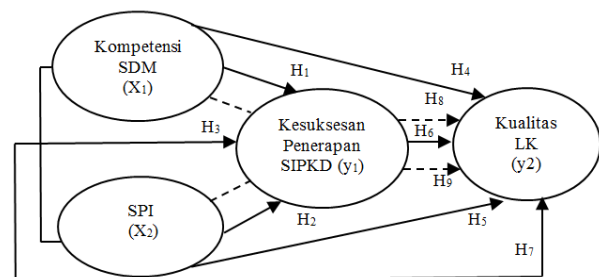 Kompetensi
SDM
(X₁)
H₁
H₄
H₈
H₃
Kesuksesan
Penerapan
SIPKD (y₁)
H₆
Kualitas
LK
(y2)
H₉
SPI
(X₂)
H₂
H₅
H₇